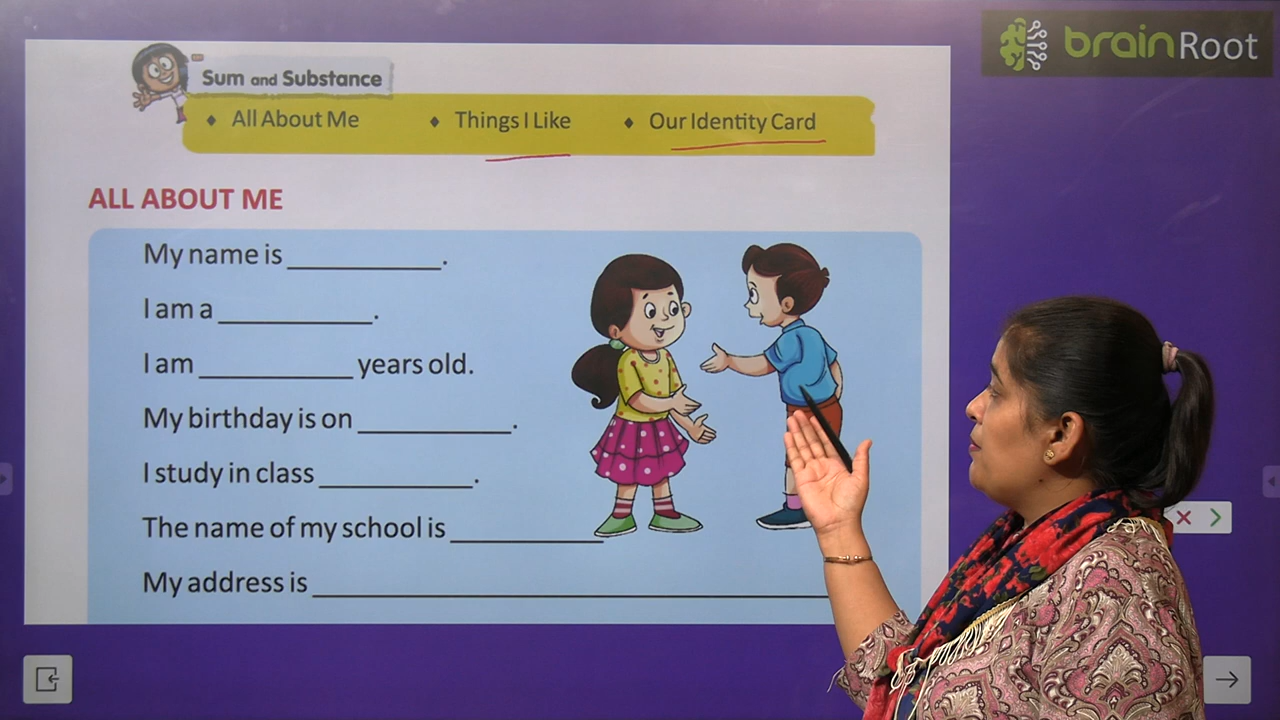 brainRoot
Sum and Substance
♦ All About Me ♦ Things I Like ♦ Our Identity Card
ALL ABOUT ME
My name is ___________.
I am a ___________.
I am ___________ years old.
My birthday is on ___________.
I study in class ___________.
The name of my school is ___________
My address is _____________________________________